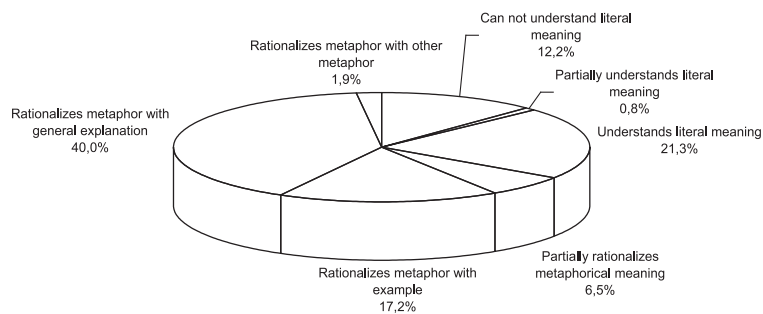 Can not understand literal
meaning
12,2%
Rationalizes metaphor with other
metaphor
1,9%
Partially understands literal
meaning
0,8%
Rationalizes metaphor with
general explanation
40,0%
Understands literal meaning
21,3%
Partially rationalizes
metaphorical meaning
6,5%
Rationalizes metaphor with
example
17,2%